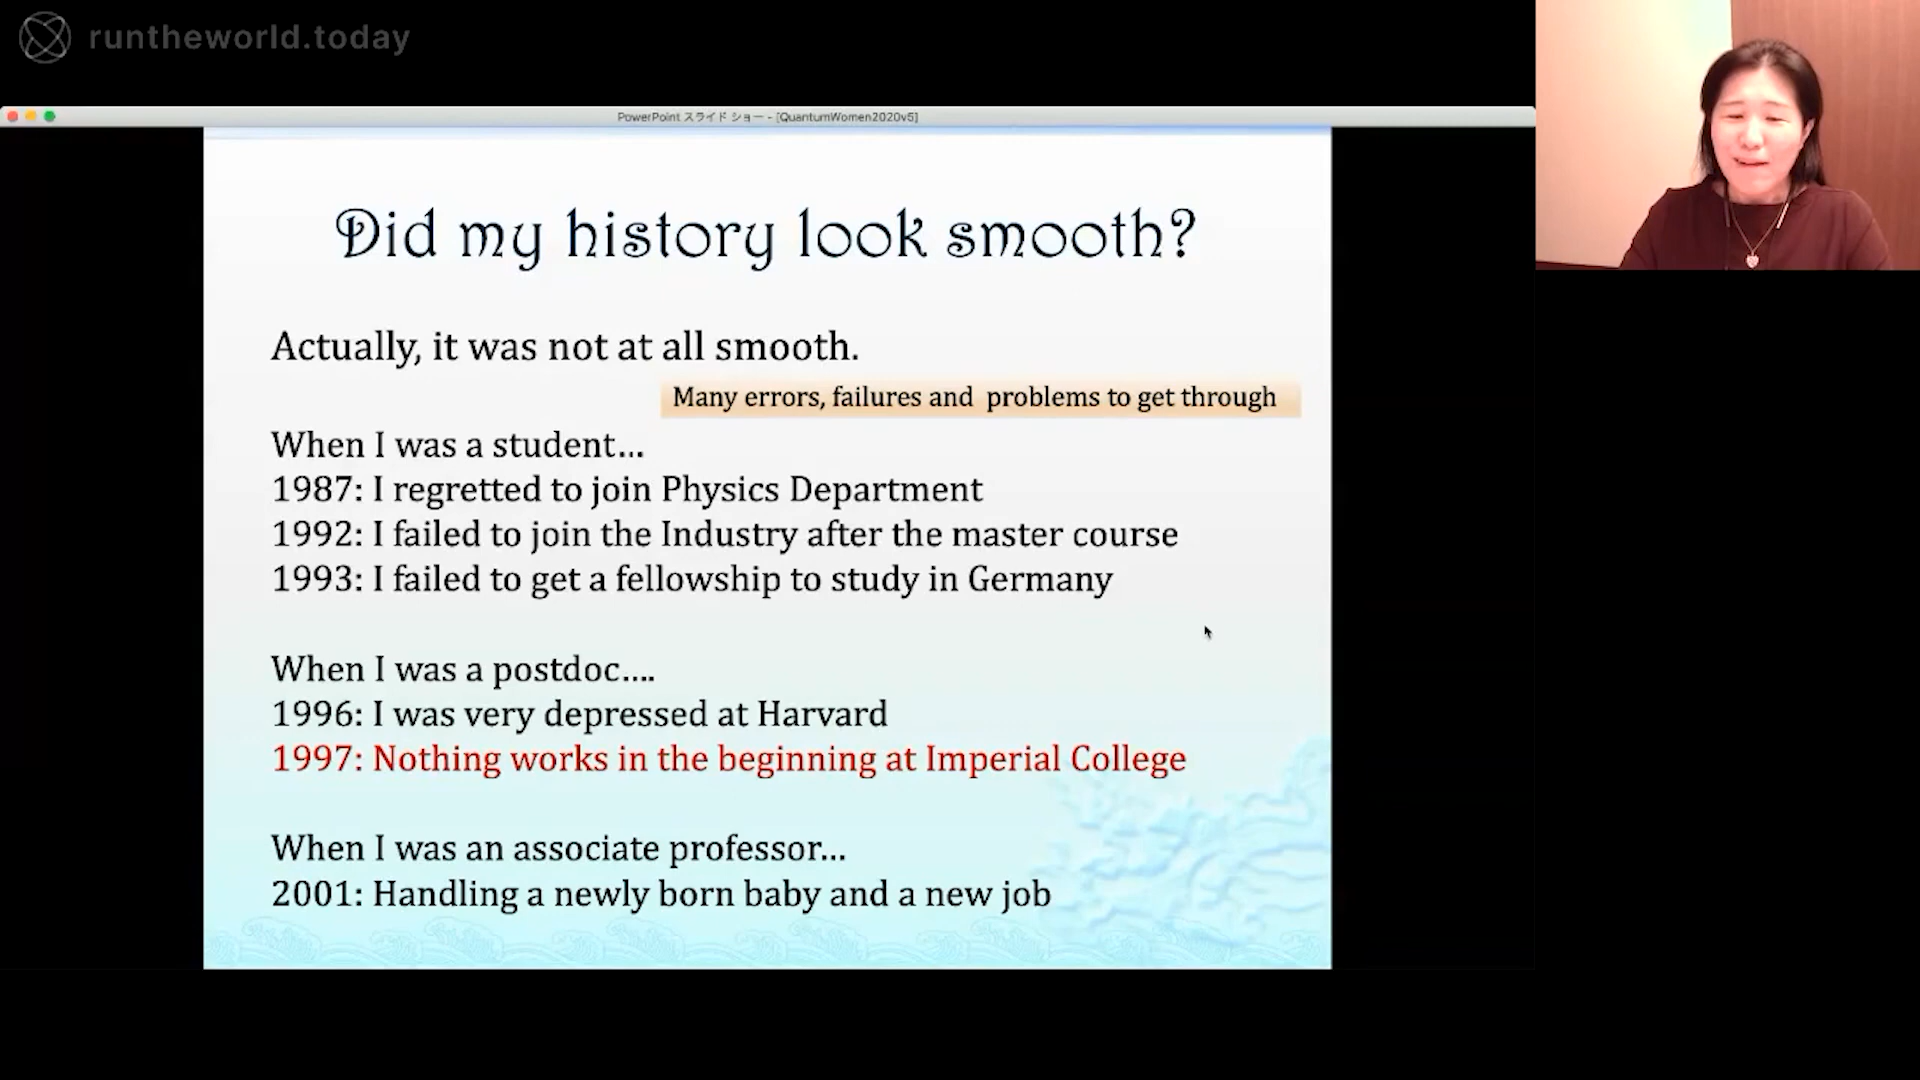 runtheworld.today
PowerPoint スライド ショー - [QuantumWomen2020v5]
Did my history look smooth?
Actually, it was not at all smooth.
Many errors, failures and problems to get through
When I was a student...
1987: I regretted to join Physics Department
1992: I failed to join the Industry after the master course
1993: I failed to get a fellowship to study in Germany
When I was a postdoc....
1996: I was very depressed at Harvard
1997: Nothing works in the beginning at Imperial College
When I was an associate professor...
2001: Handling a newly born baby and a new job